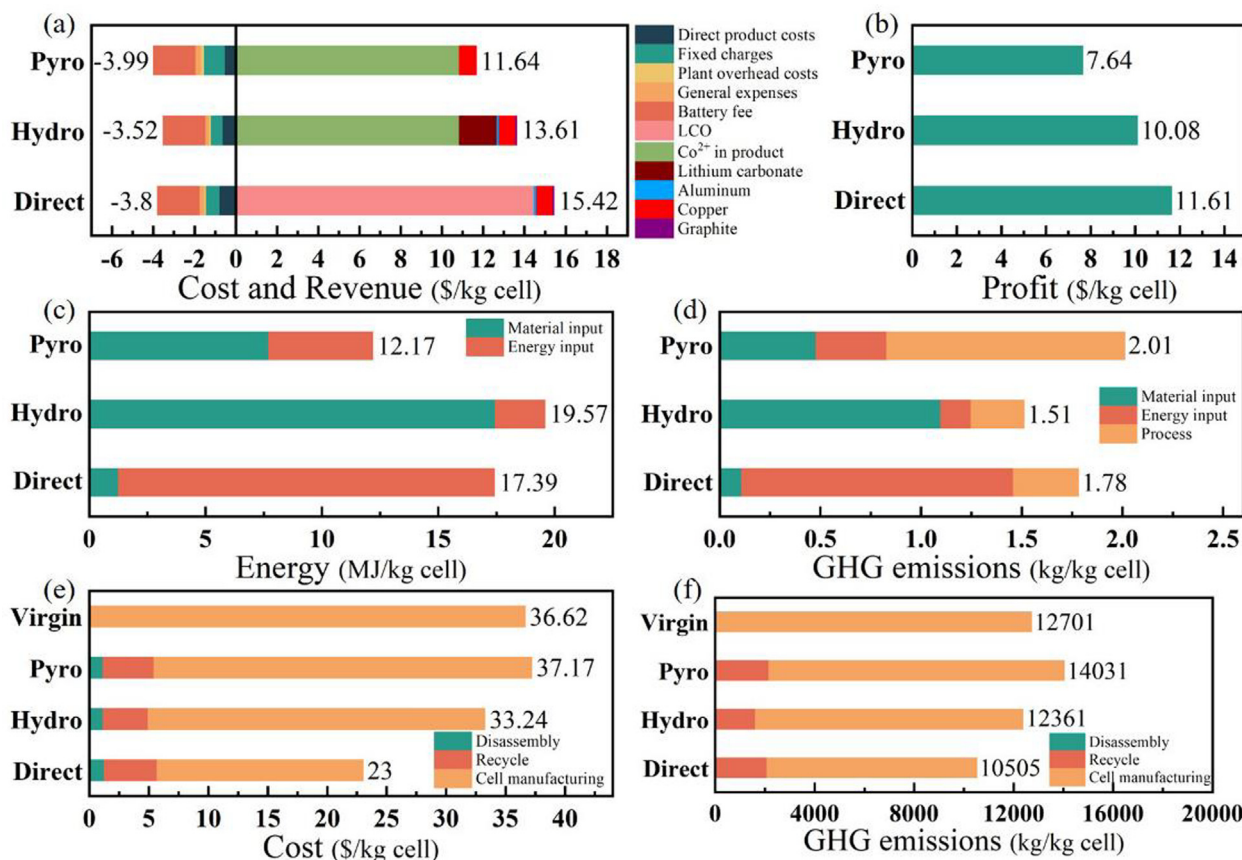 (a)
Pyro
-3.99
11.64
Hydro
-3.52
13.61
Direct
-3.8
15.42
-6 -4 -2 0 2 4 6 8 10 12 14 16 18
Cost and Revenue ($/kg cell)
Direct product costs
Fixed charges
Plant overhead costs
General expenses
Battery fee
LCO
Co²⁺ in product
Lithium carbonate
Aluminum
Copper
Graphite
(b)
Pyro
7.64
Hydro
10.08
Direct
11.61
0 2 4 6 8 10 12 14
Profit ($/kg cell)
(c)
Material input
Energy input
Pyro
12.17
Hydro
19.57
Direct
17.39
0 5 10 15 20
Energy (MJ/kg cell)
(d)
Pyro
2.01
Hydro
1.51
Material input
Energy input
Process
Direct
1.78
0.0 0.5 1.0 1.5 2.0 2.5
GHG emissions (kg/kg cell)
(e)
Virgin
36.62
Pyro
37.17
Hydro
33.24
Direct
23
Disassembly
Recycle
Cell manufacturing
0 5 10 15 20 25 30 35 40
Cost ($/kg cell)
(f)
Virgin
12701
Pyro
14031
Hydro
12361
Direct
10505
Disassembly
Recycle
Cell manufacturing
0 4000 8000 12000 16000 20000
GHG emissions (kg/kg cell)